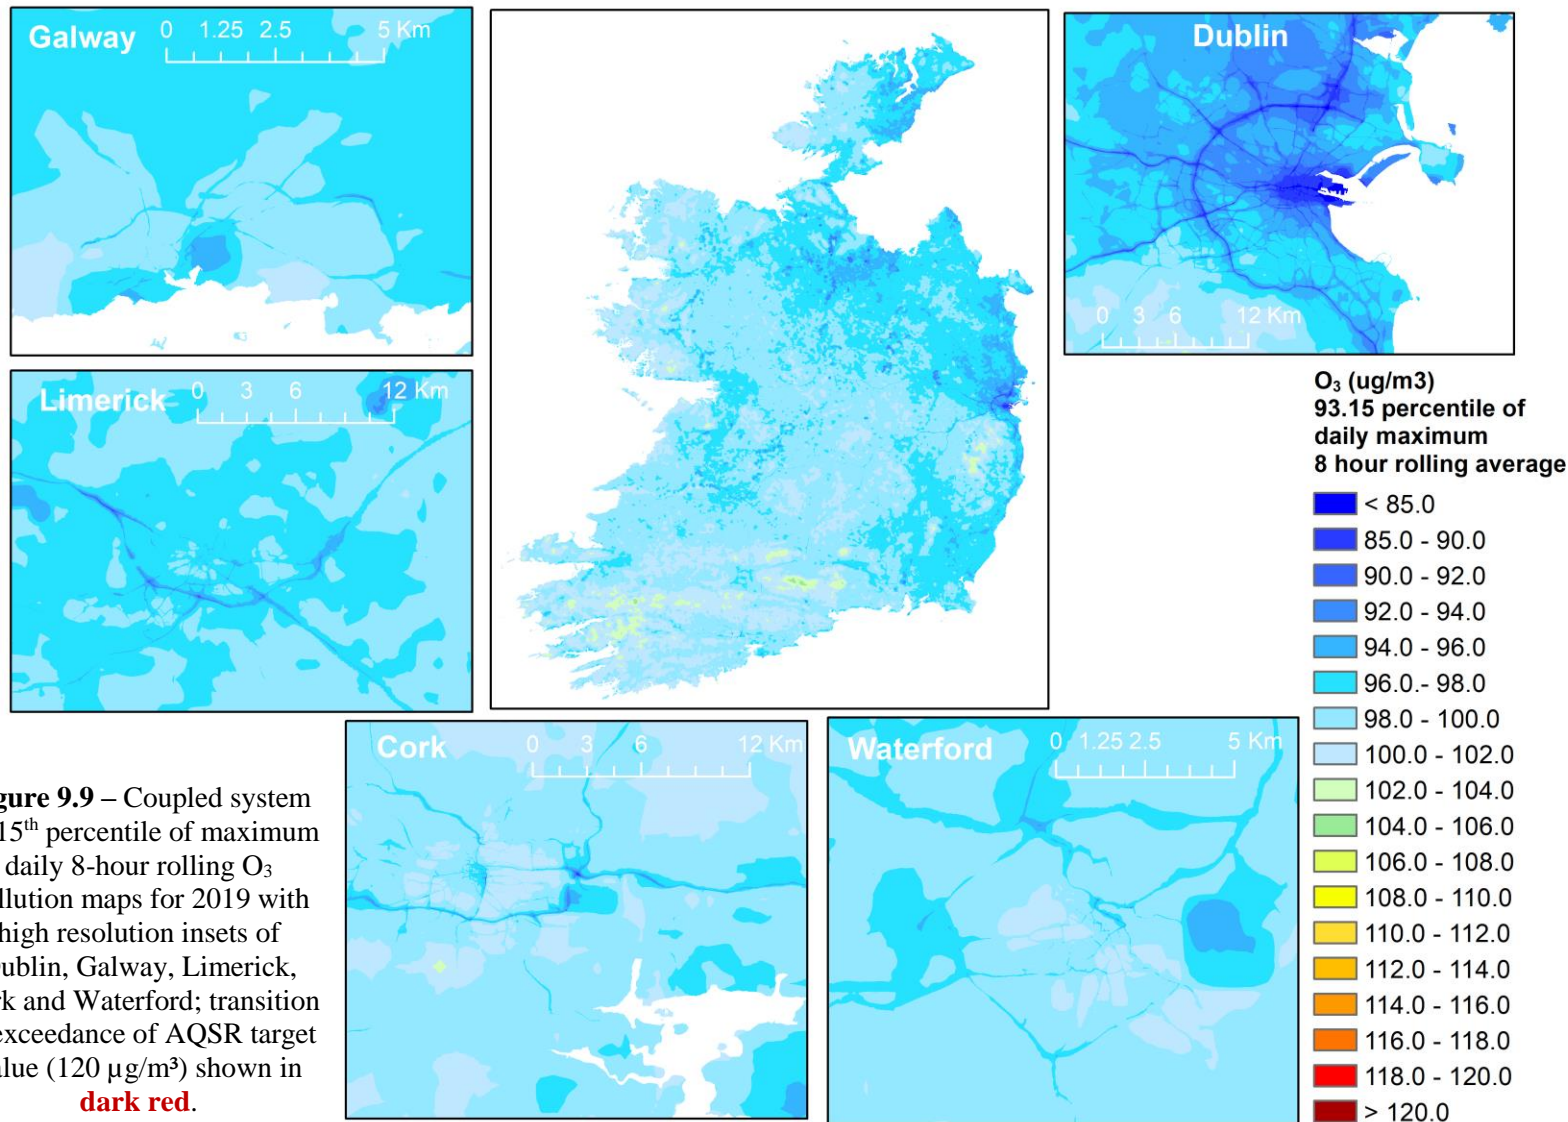 Galway
0 1.25 2.5 5 Km
Dublin
0 3 6 12 Km
Limerick
0 3 6 12 Km
O₃ (ug/m3)
93.15 percentile of
daily maximum
8 hour rolling average
< 85.0
85.0 - 90.0
90.0 - 92.0
92.0 - 94.0
94.0 - 96.0
96.0.- 98.0
98.0 - 100.0
100.0 - 102.0
102.0 - 104.0
104.0 - 106.0
106.0 - 108.0
108.0 - 110.0
110.0 - 112.0
112.0 - 114.0
114.0 - 116.0
116.0 - 118.0
118.0 - 120.0
> 120.0
Cork
0 3 6 12 Km
Waterford
0 1.25 2.5 5 Km
gure 9.9 – Coupled system
15th percentile of maximum
daily 8-hour rolling O₃
llution maps for 2019 with
high resolution insets of
ublin, Galway, Limerick,
rk and Waterford; transition
exceedance of AQSR target
alue (120 µg/m³) shown in
dark red.